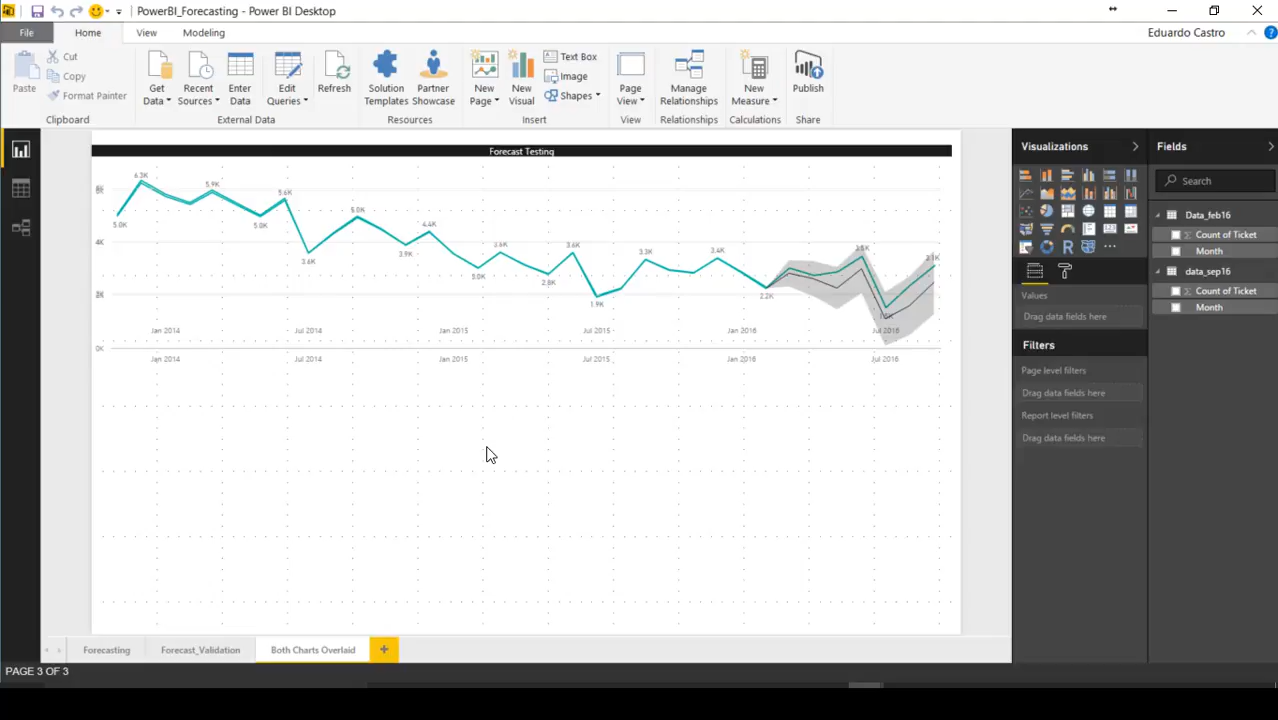 PowerBI_Forecasting - Power BI Desktop
File Home View Modeling Eduardo Castro
Paste
Cut
Copy
Format Painter
Clipboard
Get Data
Recent Sources
Enter Data
Edit Queries
Refresh
External Data
Solution Templates
Partner Showcase
Resources
New Page
New Visual
Text Box
Image
Shapes
Insert
Page View
View
Manage Relationships
Relationships
New Measure
Calculations
Publish
Share
Forecast Testing
6.3K 5.9K 5.6K 5.0K 4.4K 3.6K 3.6K 3.3K 3.4K
5.0K 5.0K 3.6K 3.9K 3.0K 2.8K 1.9K 2.2K
4K
2K
0K
Jan 2014 Jul 2014 Jan 2015 Jul 2015 Jan 2016 Jul 2016
Jan 2014 Jul 2014 Jan 2015 Jul 2015 Jan 2016 Jul 2016
Visualizations
Values
Drag data fields here
Filters
Page level filters
Drag data fields here
Report level filters
Drag data fields here
Fields
Search
Data_feb16
Σ Count of Ticket
Month
data_sep16
Σ Count of Ticket
Month
Forecasting Forecast_Validation Both Charts Overlaid +
PAGE 3 OF 3